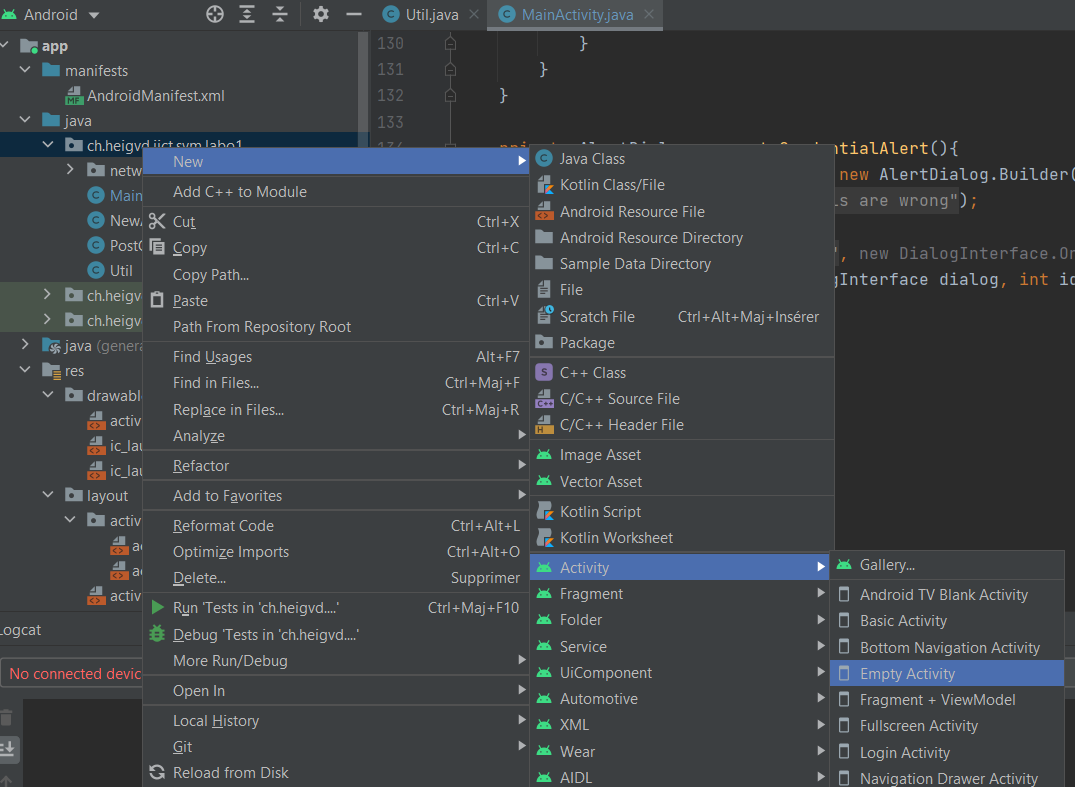 Android
Util.java
MainActivity.java
app
manifests
AndroidManifest.xml
java
ch.heigvd.iict.sym.labo1
netw
Main
New
PostC
Util
ch.heigv
ch.heigv
java (genera
res
drawabl
activ
ic_lau
ic_la
layout
activ
ac
ac
activ
Logcat
No connected devic
130 }
131 }
132 }
133
134
ntialAlert(){
new AlertDialog.Builder(
ls are wrong");
", new DialogInterface.On
gInterface dialog, int id
New
Add C++ to Module
Cut Ctrl+X
Copy Ctrl+C
Copy Path...
Paste Ctrl+V
Path From Repository Root
Find Usages Alt+F7
Find in Files... Ctrl+Maj+F
Replace in Files... Ctrl+Maj+R
Analyze
Refactor
Add to Favorites
Reformat Code Ctrl+Alt+L
Optimize Imports Ctrl+Alt+O
Delete... Supprimer
Run 'Tests in 'ch.heigvd....' Ctrl+Maj+F10
Debug 'Tests in 'ch.heigvd....'
More Run/Debug
Open In
Local History
Git
Reload from Disk
Java Class
Kotlin Class/File
Android Resource File
Android Resource Directory
Sample Data Directory
File
Scratch File Ctrl+Alt+Maj+Insérer
Package
C++ Class
C/C++ Source File
C/C++ Header File
Image Asset
Vector Asset
Kotlin Script
Kotlin Worksheet
Activity
Fragment
Folder
Service
UiComponent
Automotive
XML
Wear
AIDL
Gallery...
Android TV Blank Activity
Basic Activity
Bottom Navigation Activity
Empty Activity
Fragment + ViewModel
Fullscreen Activity
Login Activity
Navigation Drawer Activity